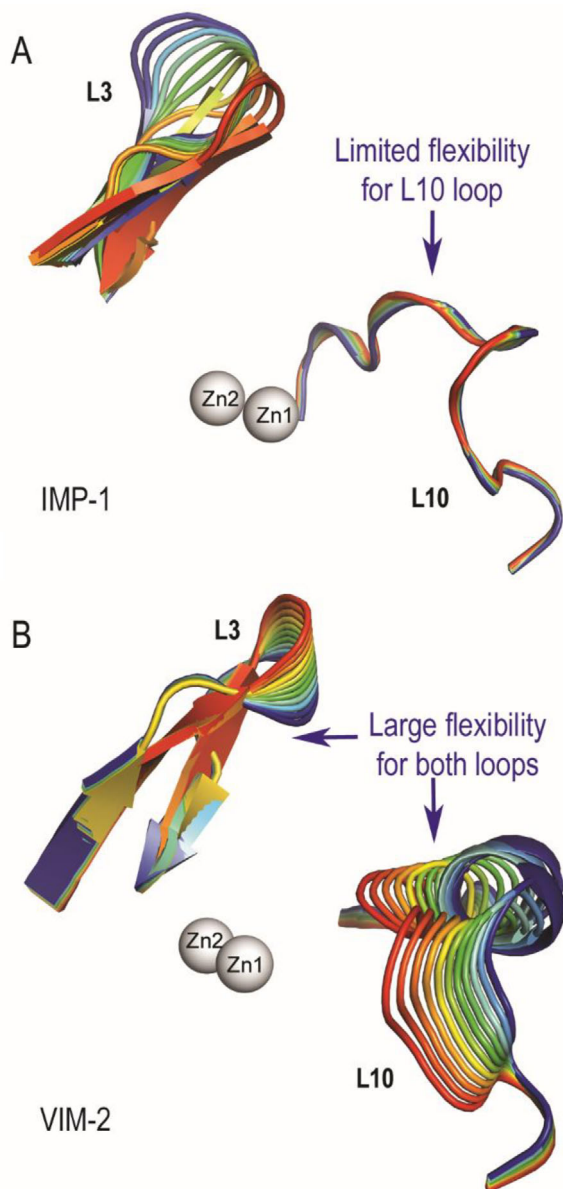 A
L3
Limited flexibility
for L10 loop
Zn2
Zn1
IMP-1
L10
B
L3
Large flexibility
for both loops
Zn2
Zn1
L10
VIM-2